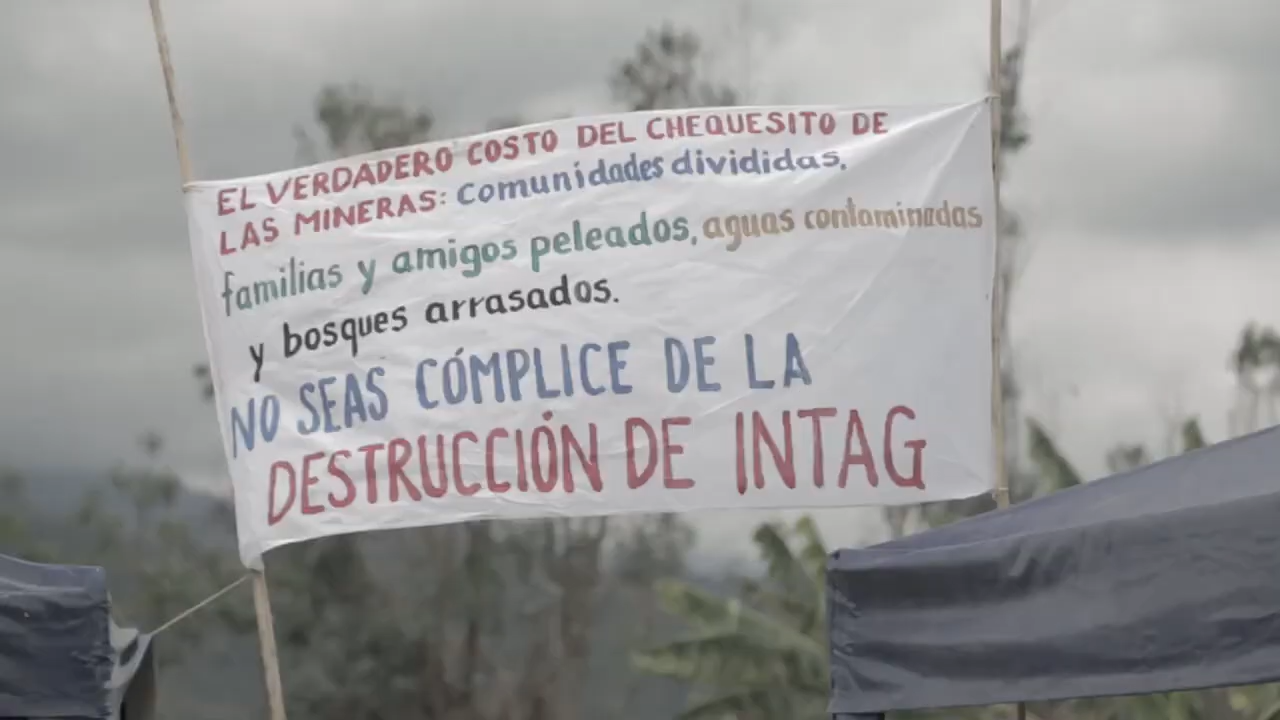 EL VERDADERO COSTO DEL CHEQUESITO DE
LAS MINERAS: comunidades divididas,
familias y amigos peleados, aguas contaminadas
y bosques arrasados.
NO SEAS CÓMPLICE DE LA
DESTRUCCIÓN DE INTAG